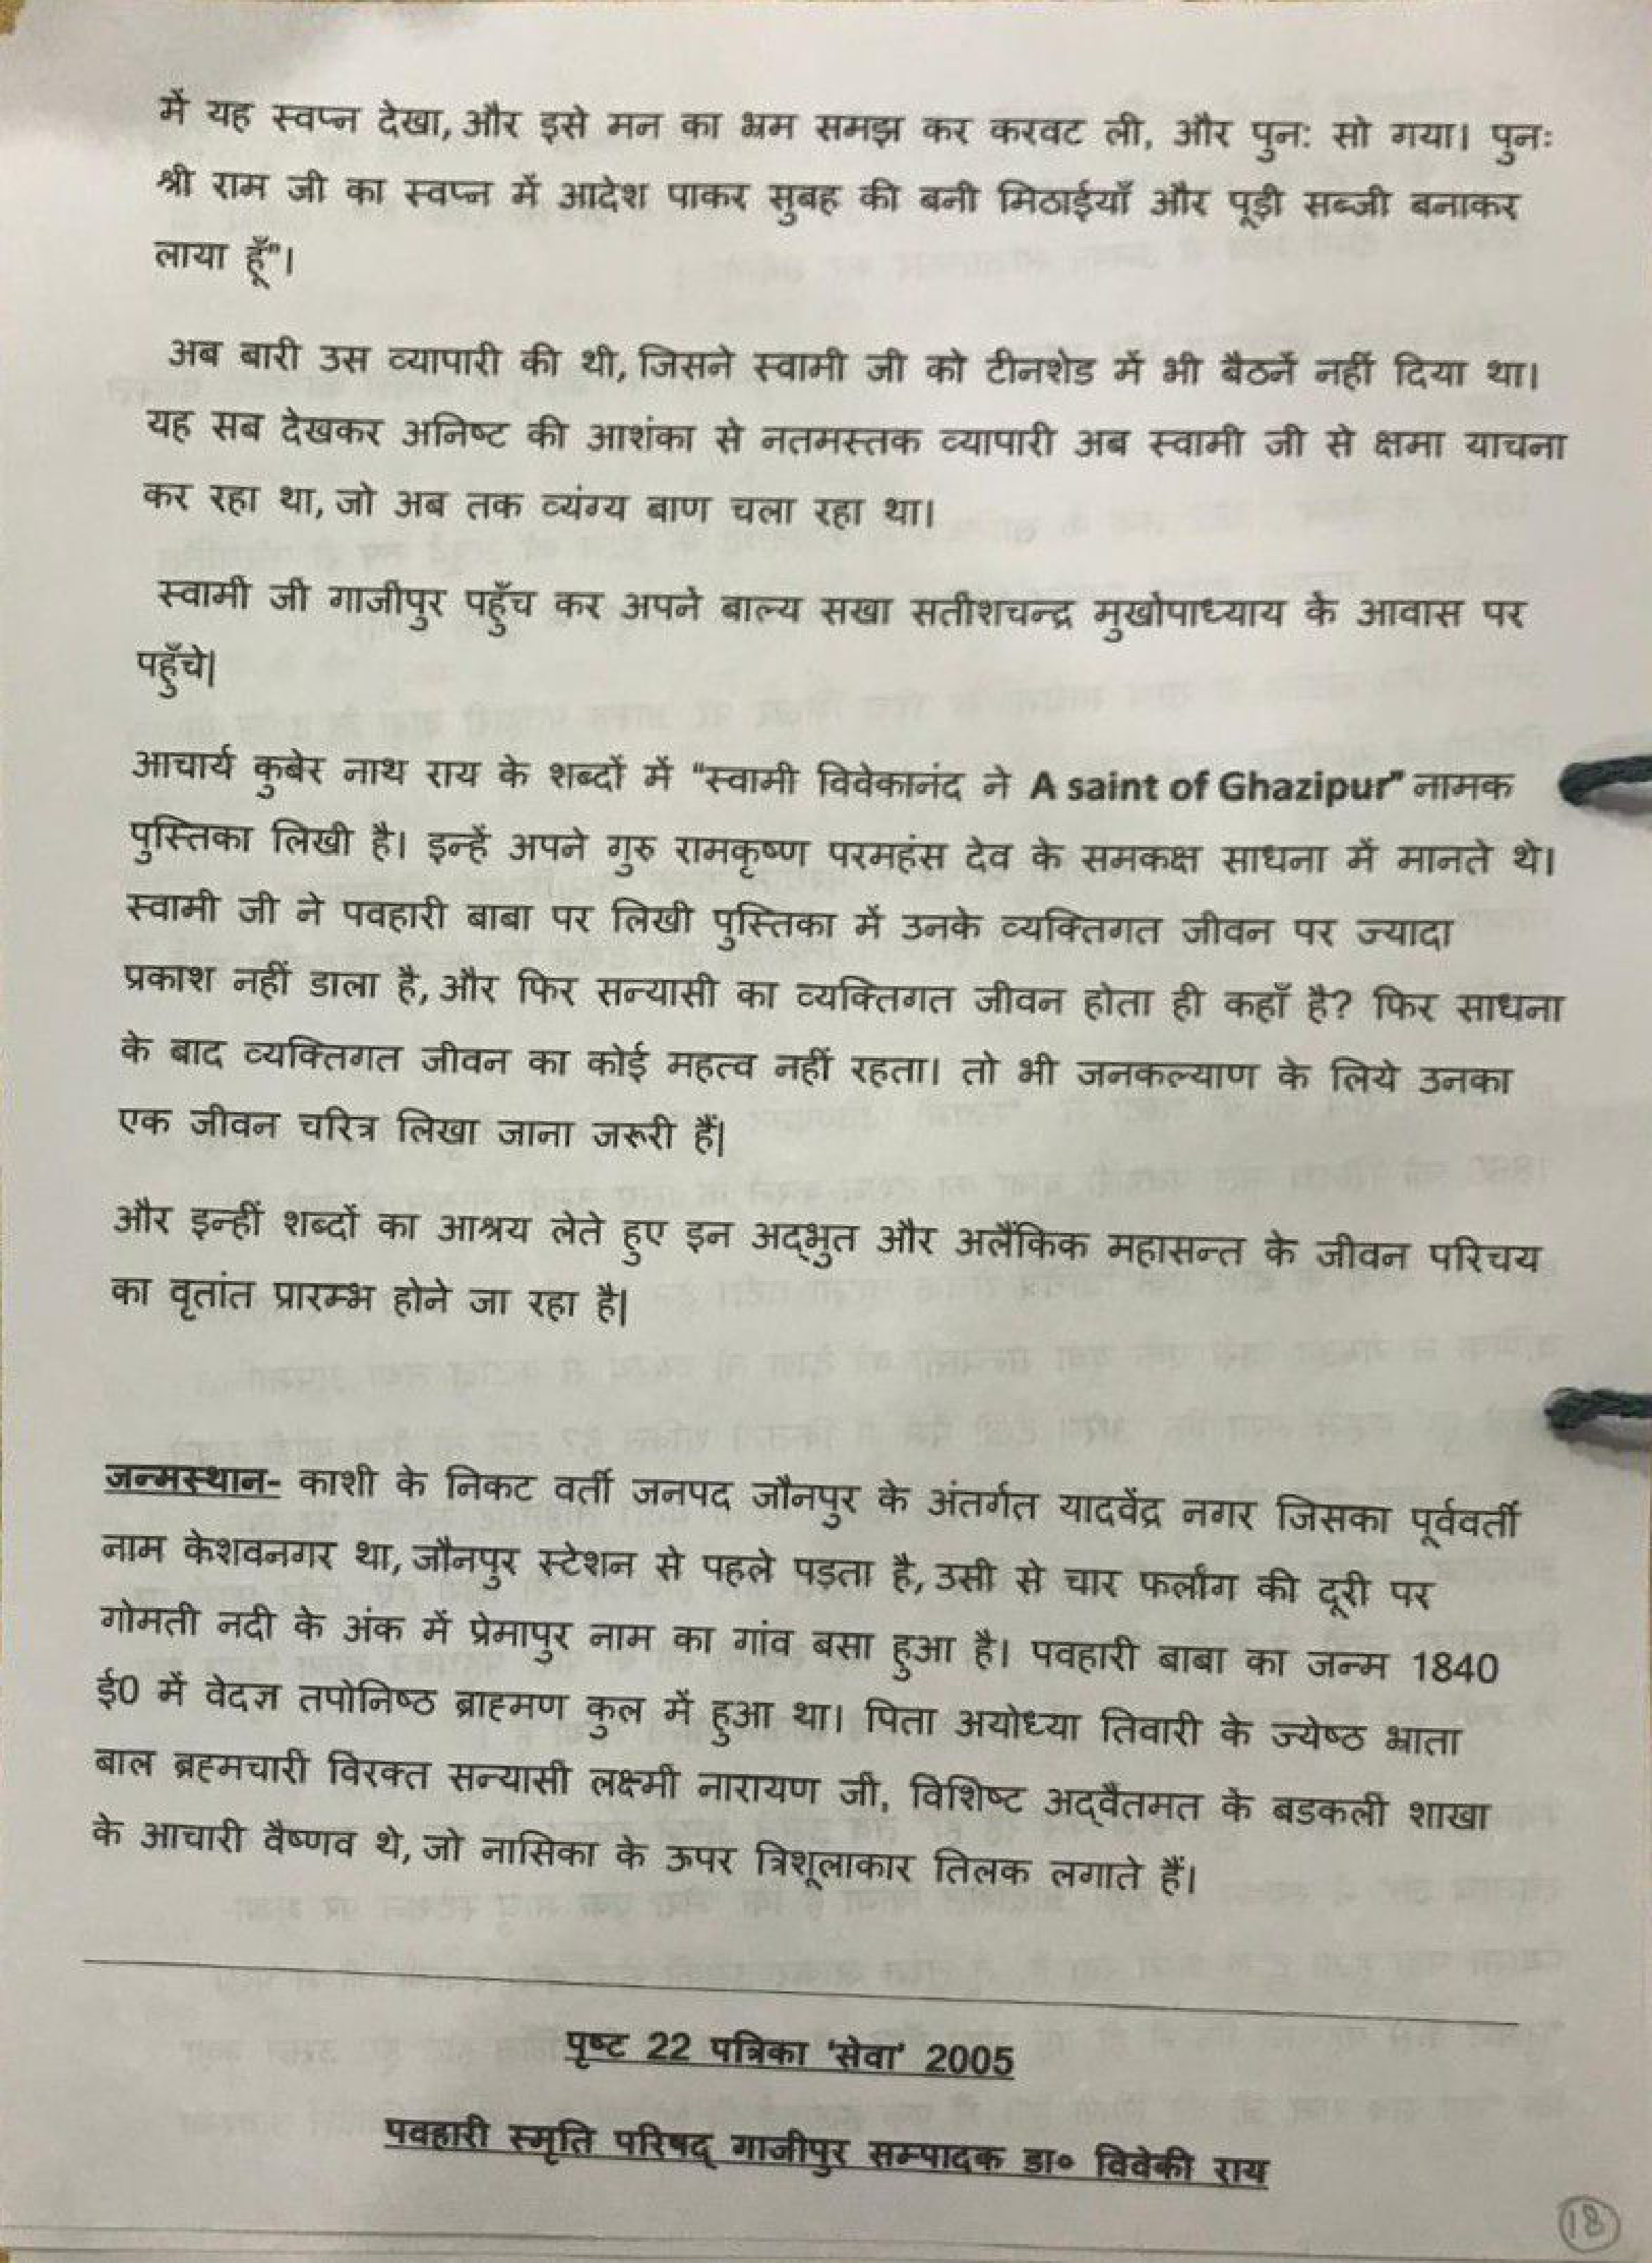 में यह स्वप्न देखा, और इसे मन का भ्रम समझ कर करवट ली, और पुन: सो गया। पुनः
श्री राम जी का स्वप्न में आदेश पाकर सुबह की बनी मिठाईयाँ और पूड़ी सब्जी बनाकर
लाया हूँ"।
अब बारी उस व्यापारी की थी, जिसने स्वामी जी को टीनशेड में भी बैठनें नहीं दिया था।
यह सब देखकर अनिष्ट की आशंका से नतमस्तक व्यापारी अब स्वामी जी से क्षमा याचना
कर रहा था, जो अब तक व्यंग्य बाण चला रहा था।
स्वामी जी गाजीपुर पहुँच कर अपने बाल्य सखा सतीशचन्द्र मुखोपाध्याय के आवास पर
पहुँचे|
आचार्य कुबेर नाथ राय के शब्दों में "स्वामी विवेकानंद ने A saint of Ghazipur" नामक
पुस्तिका लिखी है। इन्हें अपने गुरु रामकृष्ण परमहंस देव के समकक्ष साधना में मानते थे।
स्वामी जी ने पवहारी बाबा पर लिखी पुस्तिका में उनके व्यक्तिगत जीवन पर ज्यादा
प्रकाश नहीं डाला है, और फिर सन्यासी का व्यक्तिगत जीवन होता ही कहाँ है? फिर साधना
के बाद व्यक्तिगत जीवन का कोई महत्व नहीं रहता। तो भी जनकल्याण के लिये उनका
एक जीवन चरित्र लिखा जाना जरूरी हैं|
और इन्हीं शब्दों का आश्रय लेते हुए इन अद्भुत और अलैंकिक महासन्त के जीवन परिचय
का वृतांत प्रारम्भ होने जा रहा है|
जन्मस्थान- काशी के निकट वर्ती जनपद जौनपुर के अंतर्गत यादवेंद्र नगर जिसका पूर्ववर्ती
नाम केशवनगर था, जौनपुर स्टेशन से पहले पड़ता है, उसी से चार फर्लांग की दूरी पर
गोमती नदी के अंक में प्रेमापुर नाम का गांव बसा हुआ है। पवहारी बाबा का जन्म 1840
ई0 में वेदज्ञ तपोनिष्ठ ब्राह्मण कुल में हुआ था। पिता अयोध्या तिवारी के ज्येष्ठ भ्राता
बाल ब्रह्मचारी विरक्त सन्यासी लक्ष्मी नारायण जी, विशिष्ट अद्वैतमत के बडकली शाखा
के आचारी वैष्णव थे, जो नासिका के ऊपर त्रिशूलाकार तिलक लगाते हैं।
पृष्ट 22 पत्रिका 'सेवा' 2005
पवहारी स्मृति परिषद् गाजीपुर सम्पादक डा० विवेकी राय
18